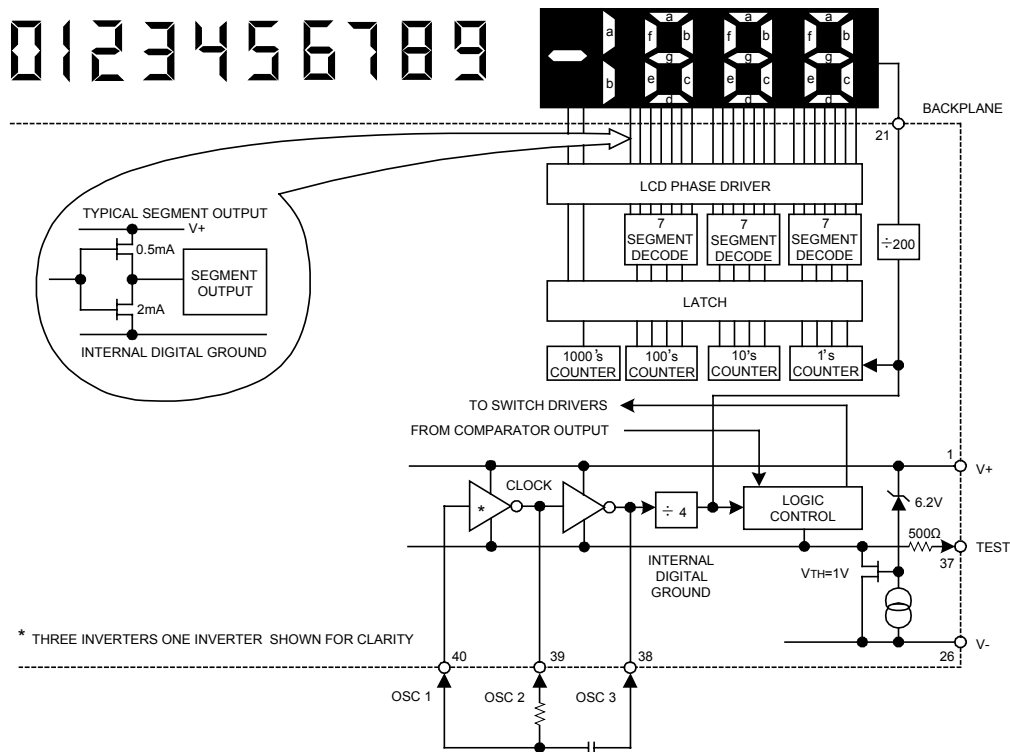 0123456789
a a a
a f b f b f b
g g g
b e c e c e c
d d d
BACKPLANE
21
LCD PHASE DRIVER
TYPICAL SEGMENT OUTPUT
V+
0.5mA
SEGMENT
OUTPUT
2mA
INTERNAL DIGITAL GROUND
7
SEGMENT
DECODE
7
SEGMENT
DECODE
7
SEGMENT
DECODE
÷200
LATCH
1000's
COUNTER
100's
COUNTER
10's
COUNTER
1's
COUNTER
TO SWITCH DRIVERS
FROM COMPARATOR OUTPUT
1
V+
CLOCK
*
÷ 4
LOGIC
CONTROL
6.2V
500Ω
TEST
37
INTERNAL
DIGITAL
GROUND
VTH=1V
V-
26
* THREE INVERTERS ONE INVERTER SHOWN FOR CLARITY
40
39
38
OSC 1
OSC 2
OSC 3